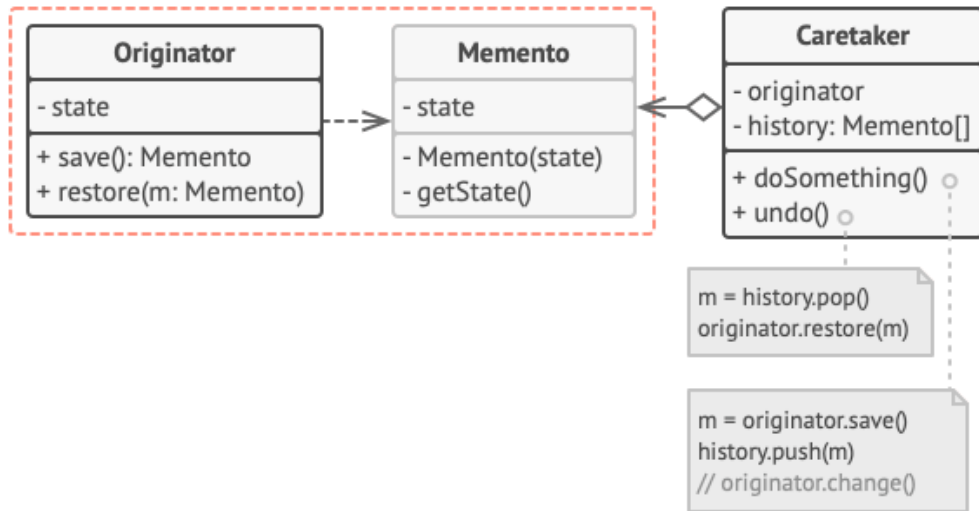 Originator
- state
+ save(): Memento
+ restore(m: Memento)
Memento
- state
- Memento(state)
- getState()
Caretaker
- originator
- history: Memento[]
+ doSomething()
+ undo()
m = history.pop()
originator.restore(m)
m = originator.save()
history.push(m)
// originator.change()